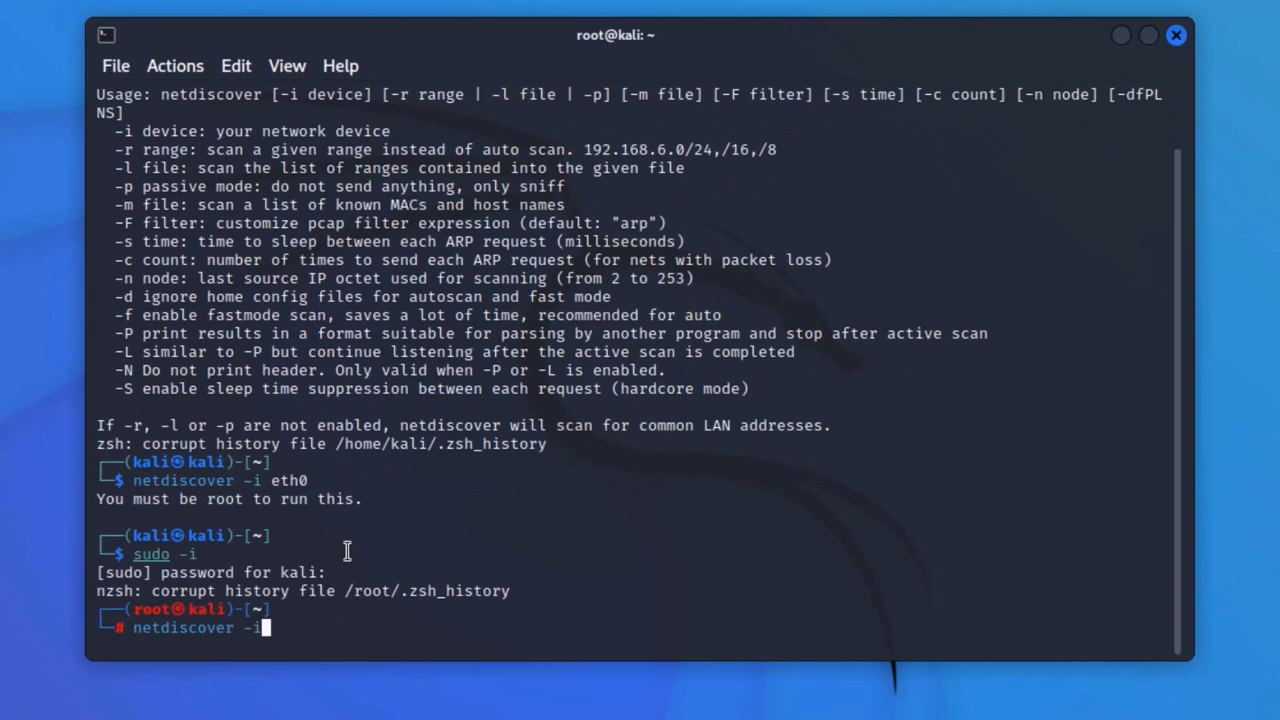 root@kali: ~
File Actions Edit View Help
Usage: netdiscover [-i device] [-r range | -l file | -p] [-m file] [-F filter] [-s time] [-c count] [-n node] [-dfPL
NS]
-i device: your network device
-r range: scan a given range instead of auto scan. 192.168.6.0/24,/16,/8
-l file: scan the list of ranges contained into the given file
-p passive mode: do not send anything, only sniff
-m file: scan a list of known MACs and host names
-F filter: customize pcap filter expression (default: "arp")
-s time: time to sleep between each ARP request (milliseconds)
-c count: number of times to send each ARP request (for nets with packet loss)
-n node: last source IP octet used for scanning (from 2 to 253)
-d ignore home config files for autoscan and fast mode
-f enable fastmode scan, saves a lot of time, recommended for auto
-P print results in a format suitable for parsing by another program and stop after active scan
-L similar to -P but continue listening after the active scan is completed
-N Do not print header. Only valid when -P or -L is enabled.
-S enable sleep time suppression between each request (hardcore mode)
If -r, -l or -p are not enabled, netdiscover will scan for common LAN addresses.
zsh: corrupt history file /home/kali/.zsh_history
┌──(kali㉿kali)-[~]
└─$ netdiscover -i eth0
You must be root to run this.
┌──(kali㉿kali)-[~]
└─$ sudo -i
[sudo] password for kali:
nzsh: corrupt history file /root/.zsh_history
┌──(root㉿kali)-[~]
└─# netdiscover -i